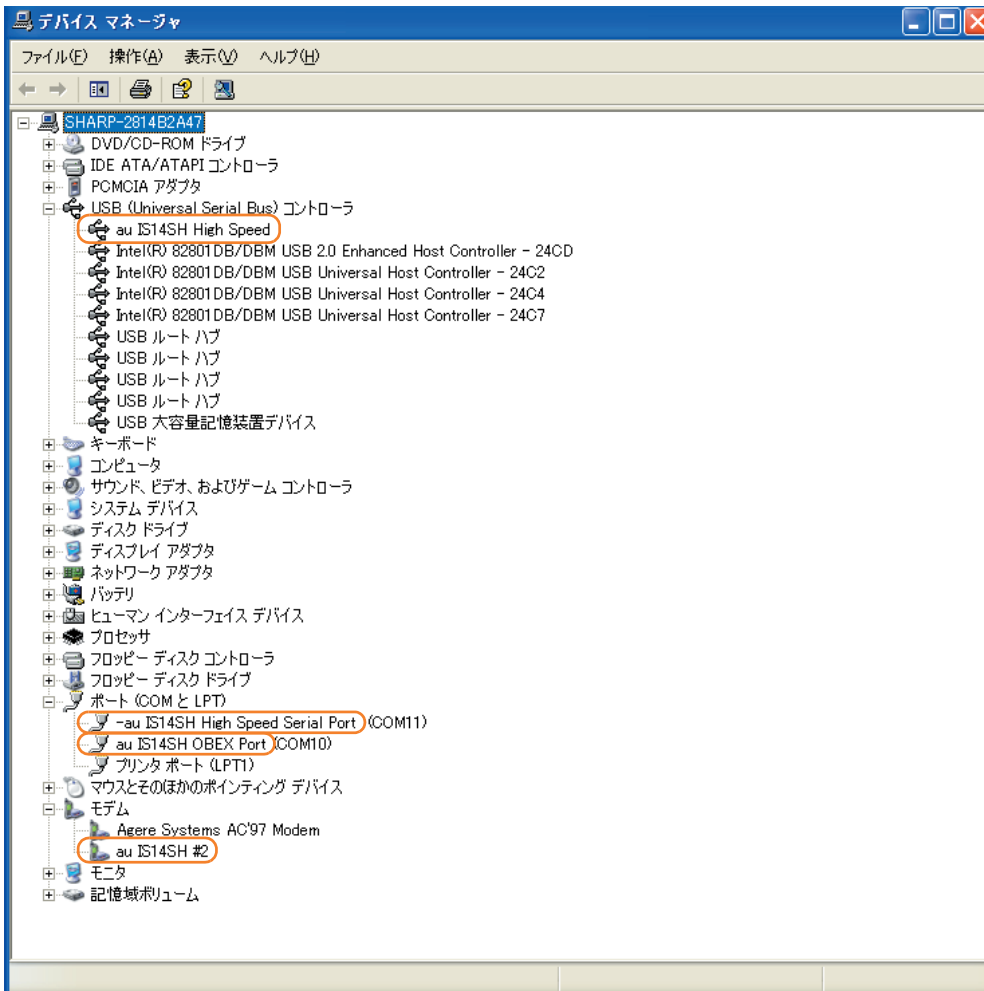 デバイス マネージャ
ファイル(F) 操作(A) 表示(V) ヘルプ(H)
SHARP-2814B2A47
DVD/CD-ROM ドライブ
IDE ATA/ATAPI コントローラ
PCMCIA アダプタ
USB (Universal Serial Bus) コントローラ
au IS14SH High Speed
Intel(R) 82801DB/DBM USB 2.0 Enhanced Host Controller - 24CD
Intel(R) 82801DB/DBM USB Universal Host Controller - 24C2
Intel(R) 82801DB/DBM USB Universal Host Controller - 24C4
Intel(R) 82801DB/DBM USB Universal Host Controller - 24C7
USB ルート ハブ
USB ルート ハブ
USB ルート ハブ
USB ルート ハブ
USB 大容量記憶装置デバイス
キーボード
コンピュータ
サウンド、ビデオ、およびゲーム コントローラ
システム デバイス
ディスク ドライブ
ディスプレイ アダプタ
ネットワーク アダプタ
バッテリ
ヒューマン インターフェイス デバイス
プロセッサ
フロッピー ディスク コントローラ
フロッピー ディスク ドライブ
ポート (COM と LPT)
-au IS14SH High Speed Serial Port (COM11)
au IS14SH OBEX Port (COM10)
プリンタ ポート (LPT1)
マウスとそのほかのポインティング デバイス
モデム
Agere Systems AC'97 Modem
au IS14SH #2
モニタ
記憶域ボリューム